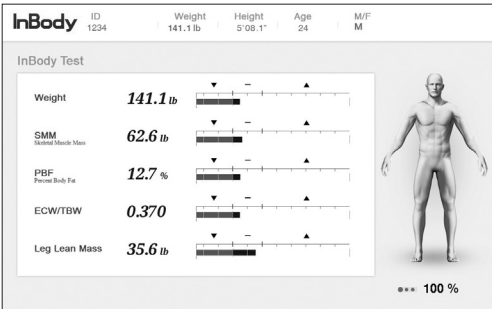 InBody
ID
1234
Weight
141.1 lb
Height
5'08.1"
Age
24
M/F
M
InBody Test
Weight 141.1 lb
SMM 62.6 lb
Skeletal Muscle Mass
PBF 12.7 %
Percent Body Fat
ECW/TBW 0.370
Leg Lean Mass 35.6 lb
100 %